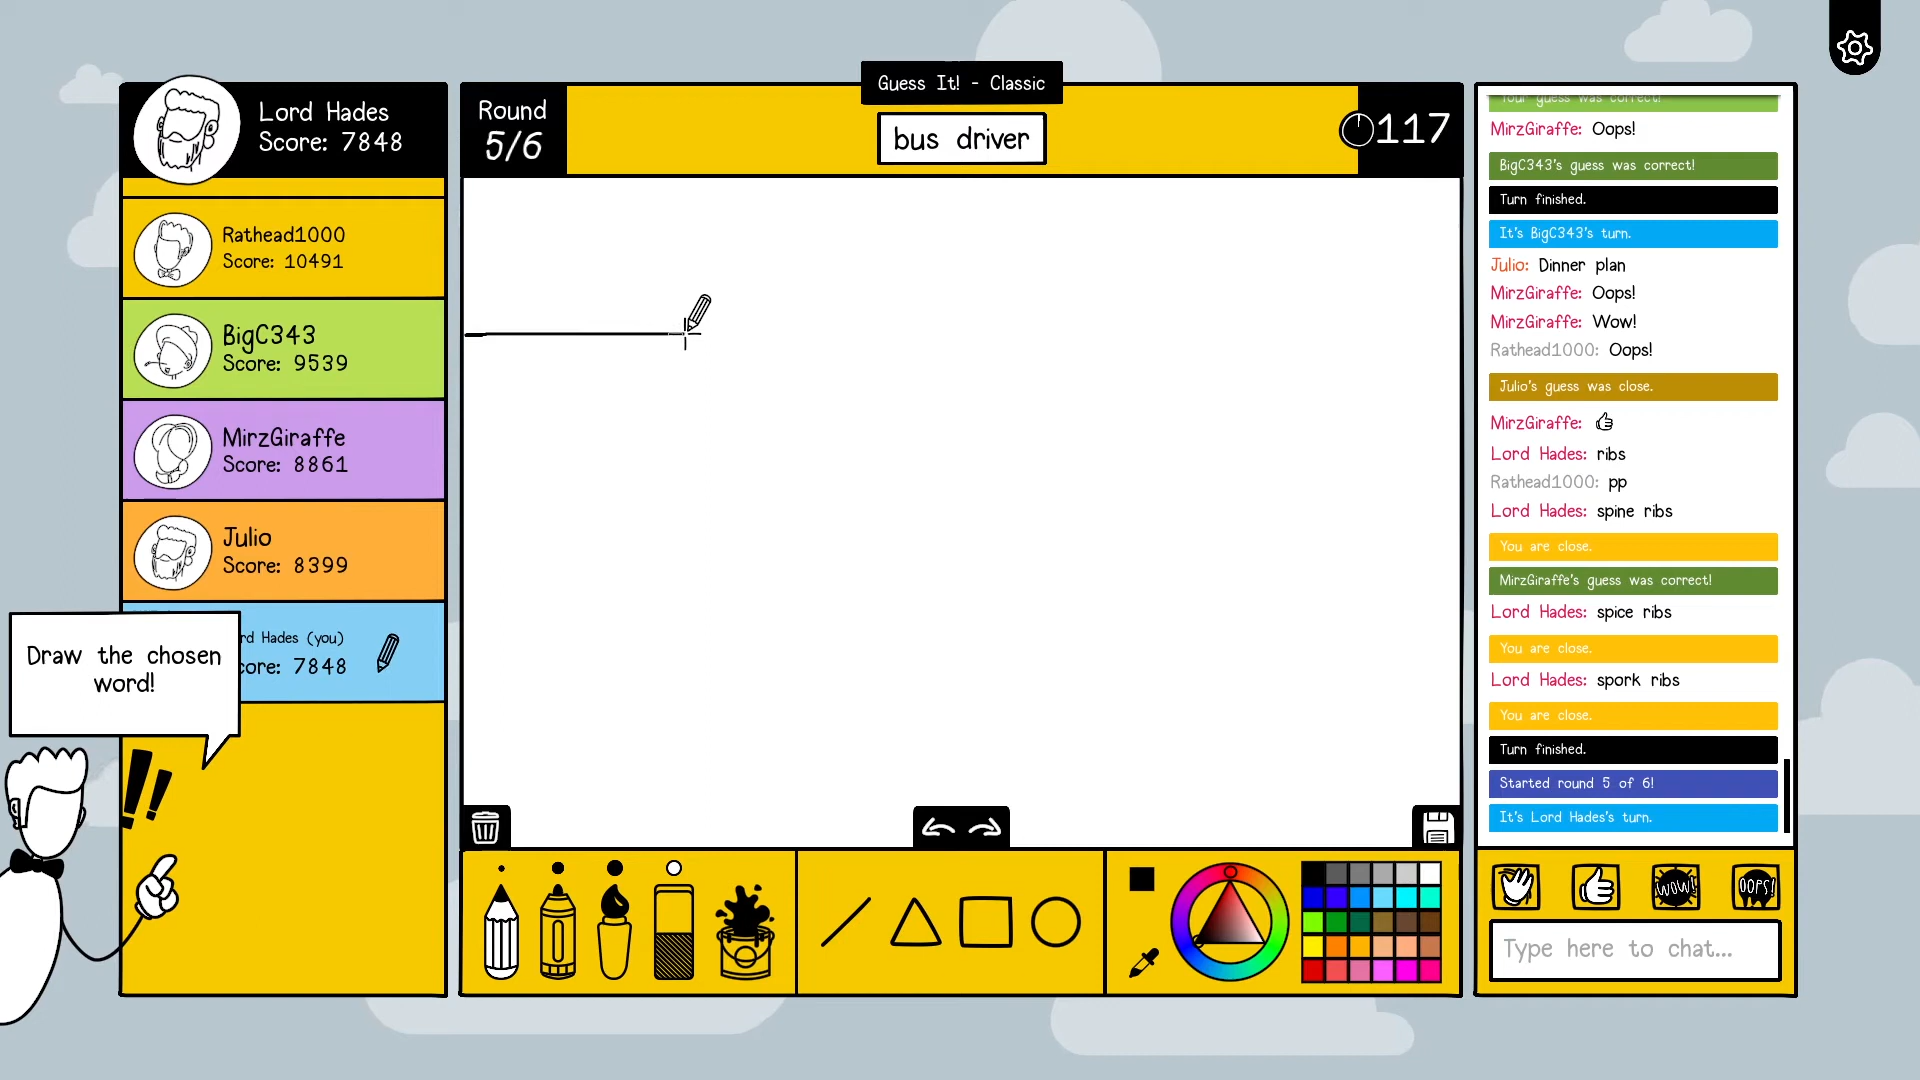 Guess It! - Classic
Lord Hades
Score: 7848
Round
5/6
bus driver
117
Rathead1000
Score: 10491
BigC343
Score: 9539
MirzGiraffe
Score: 8861
Julio
Score: 8399
rd Hades (you)
core: 7848
Draw the chosen
word!
!!
Your guess was correct!
MirzGiraffe: Oops!
BigC343's guess was correct!
Turn finished.
It's BigC343's turn.
Julio: Dinner plan
MirzGiraffe: Oops!
MirzGiraffe: Wow!
Rathead1000: Oops!
Julio's guess was close.
MirzGiraffe:
Lord Hades: ribs
Rathead1000: pp
Lord Hades: spine ribs
You are close.
MirzGiraffe's guess was correct!
Lord Hades: spice ribs
You are close.
Lord Hades: spork ribs
You are close.
Turn finished.
Started round 5 of 6!
It's Lord Hades's turn.
WOW! OOPS!
Type here to chat...